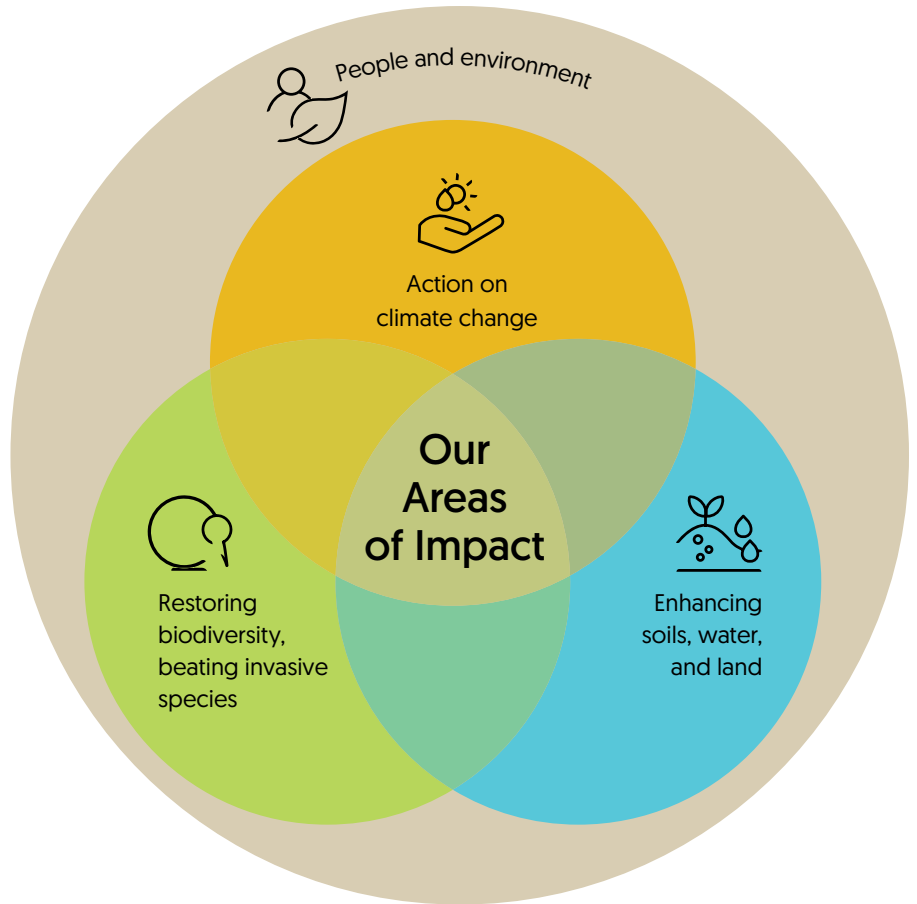 People and environment
Action on
climate change
Our
Areas
of Impact
Restoring
biodiversity,
beating invasive
species
Enhancing
soils, water,
and land